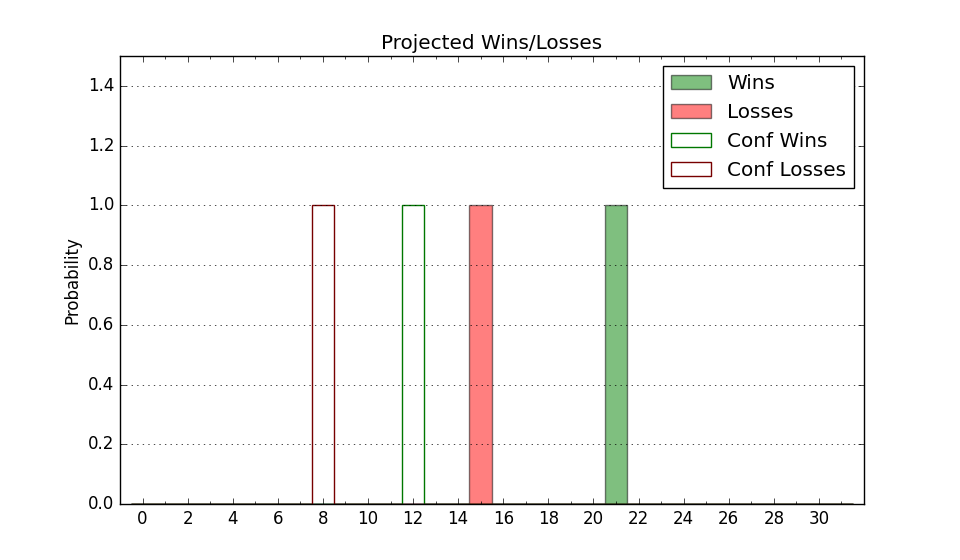 Projected Wins/Losses
Wins
Losses
Conf Wins
Conf Losses
Probability
1.4
1.2
1.0
0.8
0.6
0.4
0.2
0.0
0 2 4 6 8 10 12 14 16 18 20 22 24 26 28 30